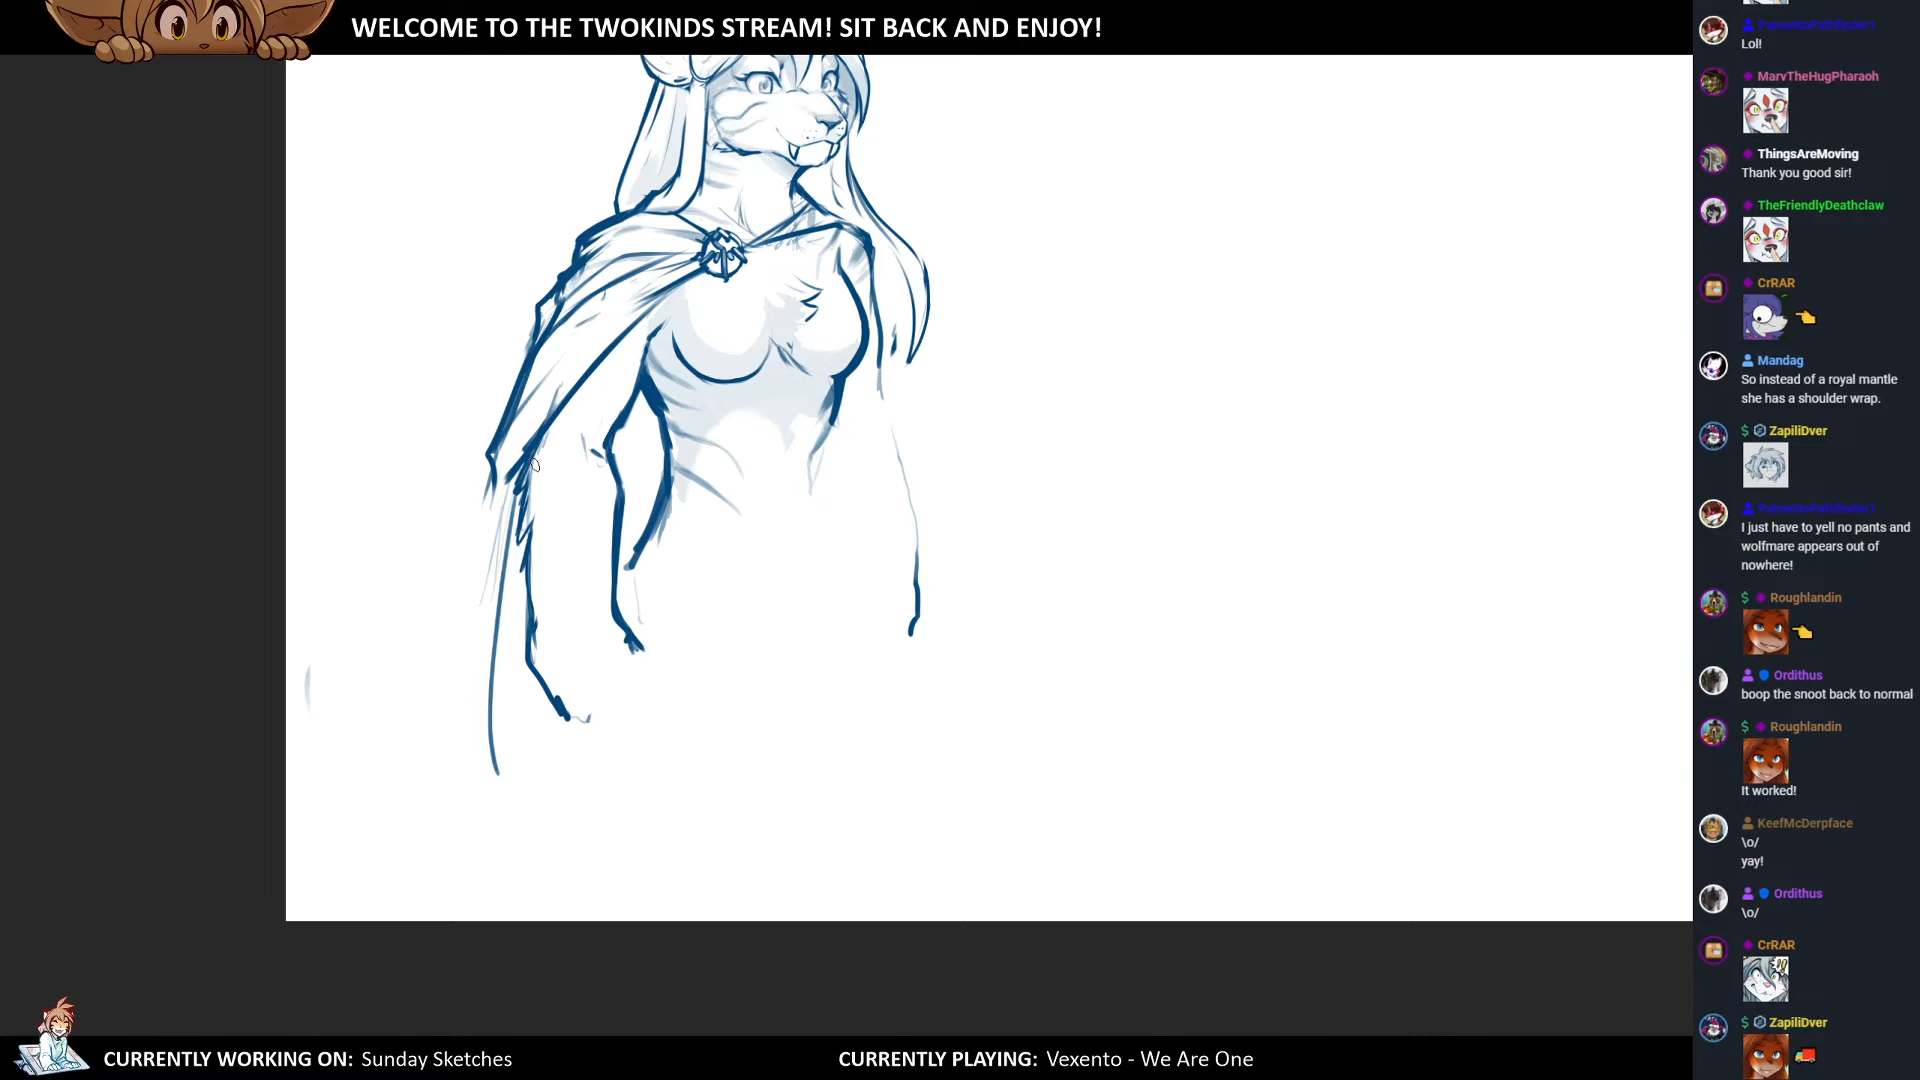 WELCOME TO THE TWOKINDS STREAM! SIT BACK AND ENJOY!
PalmettoPathfinder1
Lol!
MarvTheHugPharaoh
ThingsAreMoving
Thank you good sir!
TheFriendlyDeathclaw
CrRAR
Mandag
So instead of a royal mantle
she has a shoulder wrap.
$ ZapiliDver
PalmettoPathfinder1
I just have to yell no pants and
wolfmare appears out of
nowhere!
$ Roughlandin
Ordithus
boop the snoot back to normal
$ Roughlandin
It worked!
KeefMcDerpface
\o/
yay!
Ordithus
\o/
CrRAR
$ ZapiliDver
CURRENTLY WORKING ON: Sunday Sketches
CURRENTLY PLAYING: Vexento - We Are One